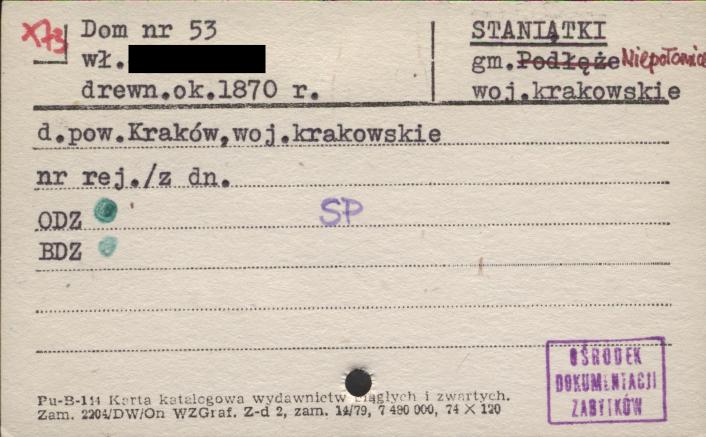 X73
Dom nr 53
wł.
drewn.ok.1870 r.
STANIĄTKI
gm.Podłęże Niepołomice
woj.krakowskie
d.pow.Kraków,woj.krakowskie
nr rej./z dn.
ODZ
SP
BDZ
Pu-B-114 Karta katalogowa wydawnictw ciągłych i zwartych.
Zam. 2204/DW/On WZGraf. Z-d 2, zam. 14/79, 7 490 000, 74 X 120
OŚRODEK
DOKUMENTACJI
ZABYTKÓW